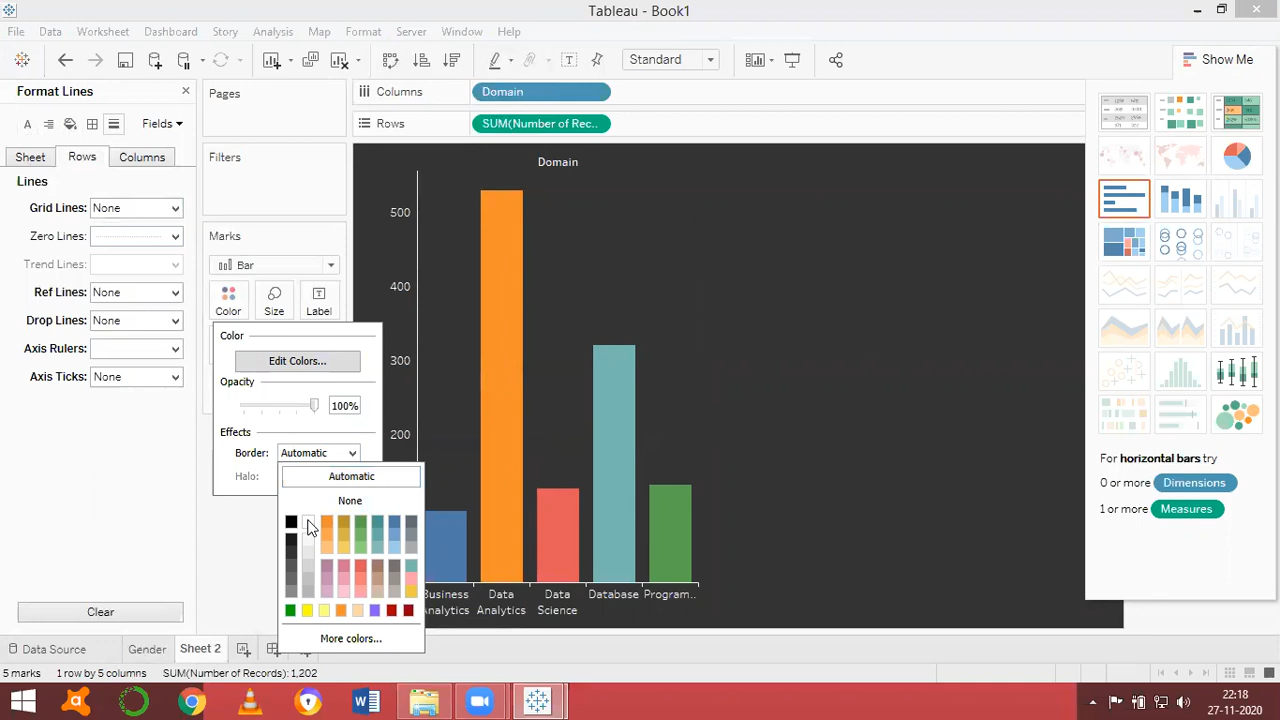 Tableau - Book1
File Data Worksheet Dashboard Story Analysis Map Format Server Window Help
Standard
Show Me
Format Lines
Fields
Sheet Rows Columns
Lines
Grid Lines: None
Zero Lines:
Trend Lines:
Ref Lines: None
Drop Lines: None
Axis Rulers:
Axis Ticks: None
Clear
Pages
Filters
Marks
Bar
Color Size Label
Color
Edit Colors...
Opacity
100%
Effects
Border: Automatic
Halo:
Automatic
None
More colors...
Columns Domain
Rows SUM(Number of Rec..
Domain
500
400
300
200
Business Analytics
Data Analytics
Data Science
Database
Program..
For horizontal bars try
0 or more Dimensions
1 or more Measures
Data Source Gender Sheet 2
5 marks 1 row by 5 columns SUM(Number of Records): 1,202
22:18
27-11-2020